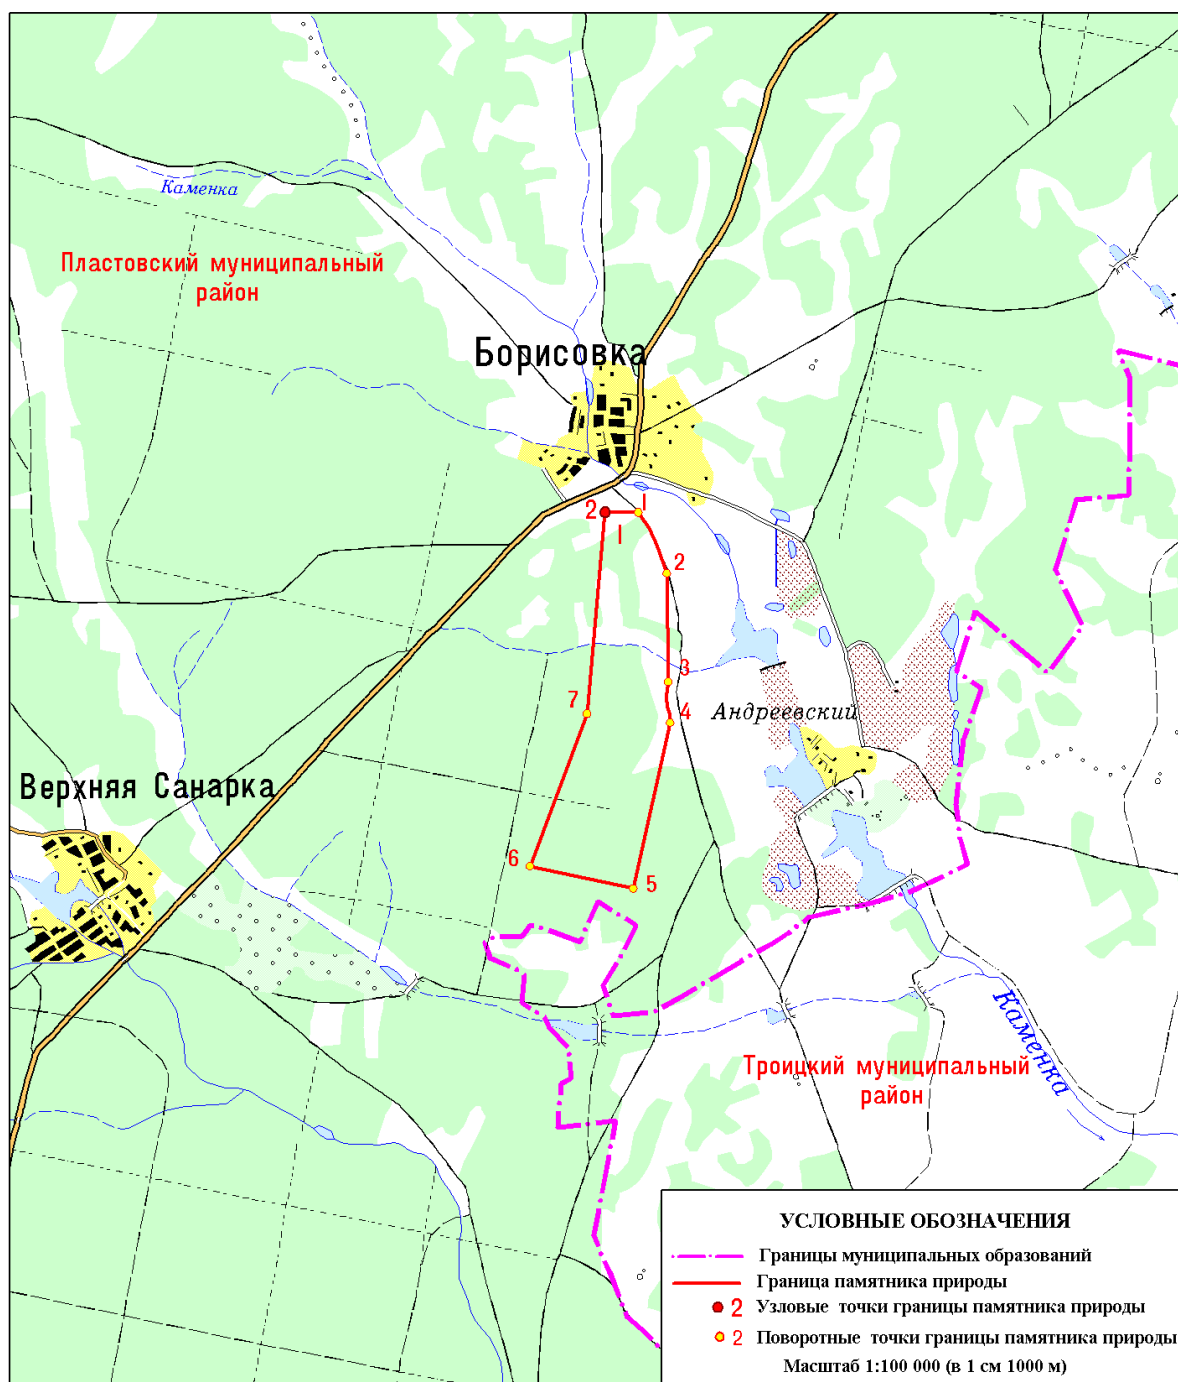 Каменка
Пластовский муниципальный
район
Борисовка
2
1
1
2
3
4
7
Андреевский
Верхняя Санарка
6
5
Каменка
Троицкий муниципальный
район
УСЛОВНЫЕ ОБОЗНАЧЕНИЯ
Границы муниципальных образований
Граница памятника природы
2 Узловые точки границы памятника природы
2 Поворотные точки границы памятника природы
Масштаб 1:100 000 (в 1 см 1000 м)